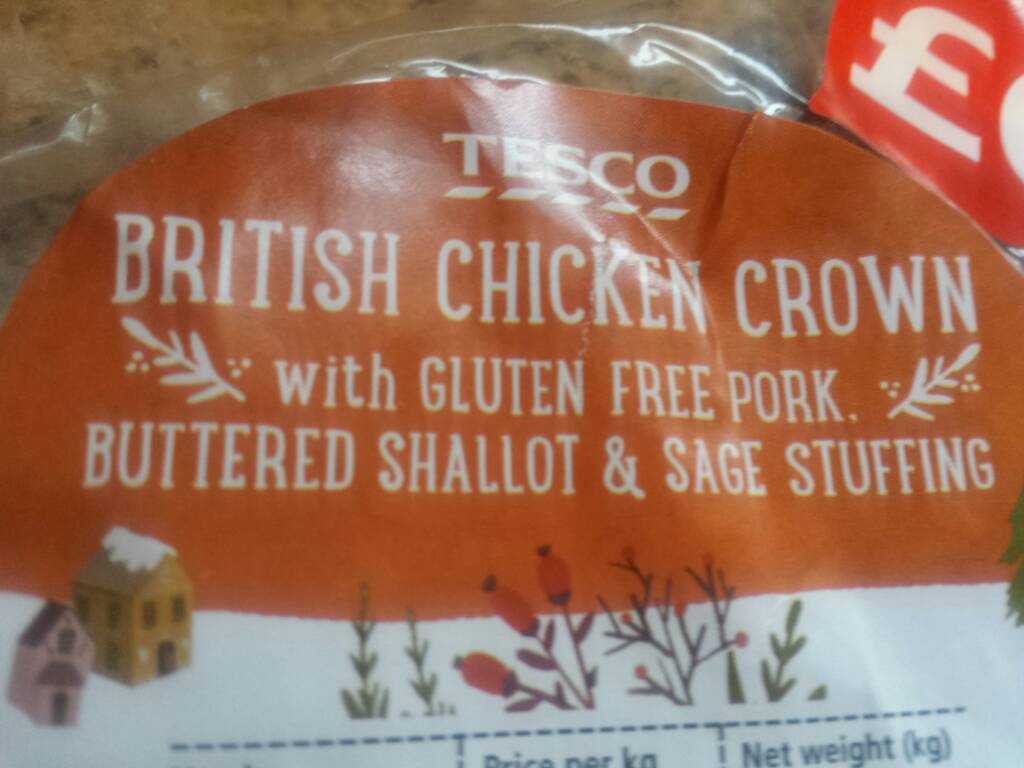 £
TESCO
BRITISH CHICKEN CROWN
with GLUTEN FREE PORK,
BUTTERED SHALLOT & SAGE STUFFING
Price per kg
Net weight (kg)